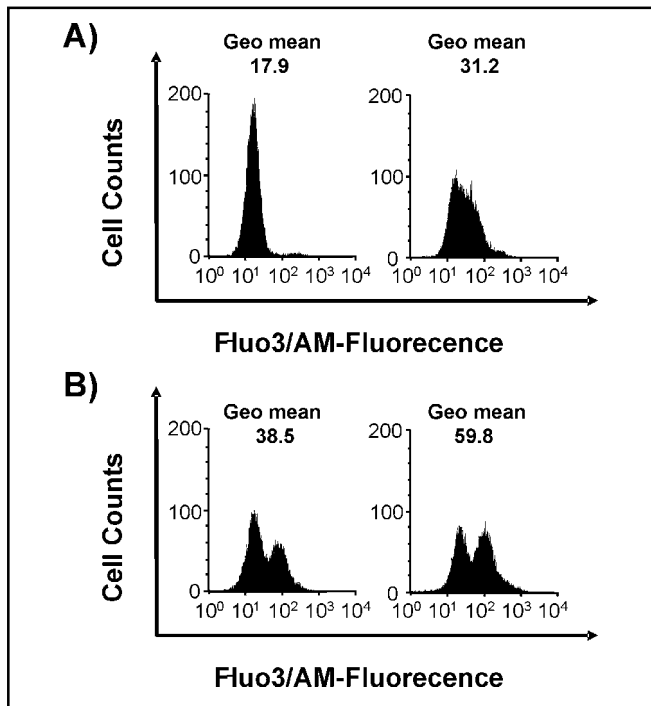 A)
Geo mean
17.9
Geo mean
31.2
Cell Counts
200
100
0
10⁰ 10¹ 10² 10³ 10⁴
200
100
0
10⁰ 10¹ 10² 10³ 10⁴
Fluo3/AM-Fluorecence
B)
Geo mean
38.5
Geo mean
59.8
Cell Counts
200
100
0
10⁰ 10¹ 10² 10³ 10⁴
200
100
0
10⁰ 10¹ 10² 10³ 10⁴
Fluo3/AM-Fluorecence